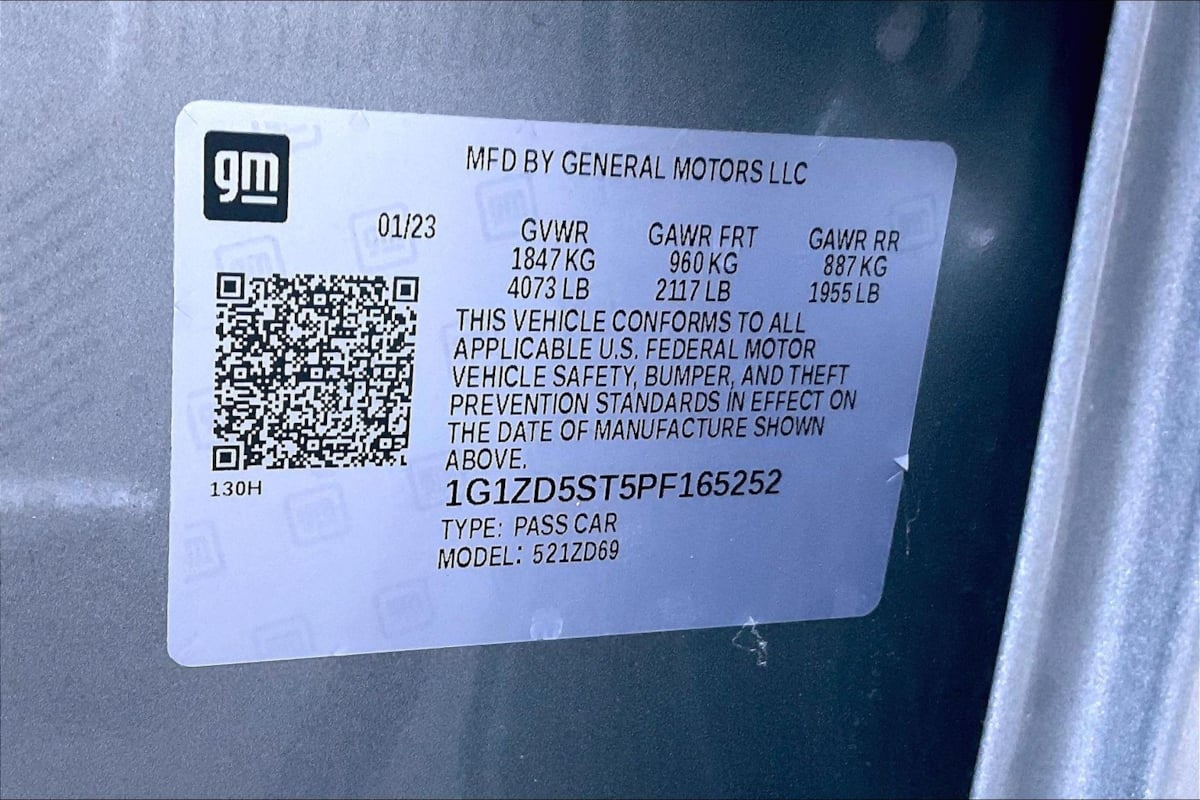 gm
MFD BY GENERAL MOTORS LLC
01/23
GVWR GAWR FRT GAWR RR
1847 KG 960 KG 887 KG
4073 LB 2117 LB 1955 LB
THIS VEHICLE CONFORMS TO ALL
APPLICABLE U.S. FEDERAL MOTOR
VEHICLE SAFETY, BUMPER, AND THEFT
PREVENTION STANDARDS IN EFFECT ON
THE DATE OF MANUFACTURE SHOWN
ABOVE.
130H
1G1ZD5ST5PF165252
TYPE: PASS CAR
MODEL: 521ZD69